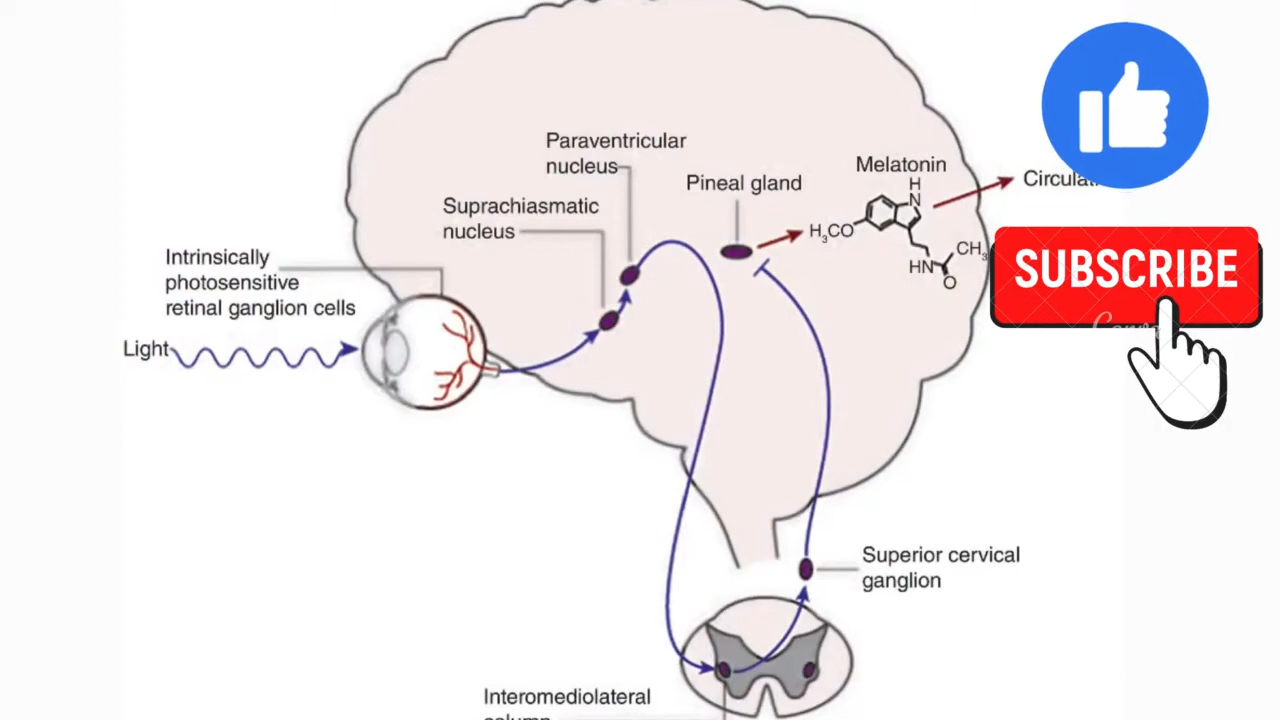 Paraventricular
nucleus
Pineal gland
Melatonin
Suprachiasmatic
nucleus
H
N
H3CO
CH3
HN
O
SUBSCRIBE
Intrinsically
photosensitive
retinal ganglion cells
Light
Superior cervical
ganglion
Interomediolateral
column